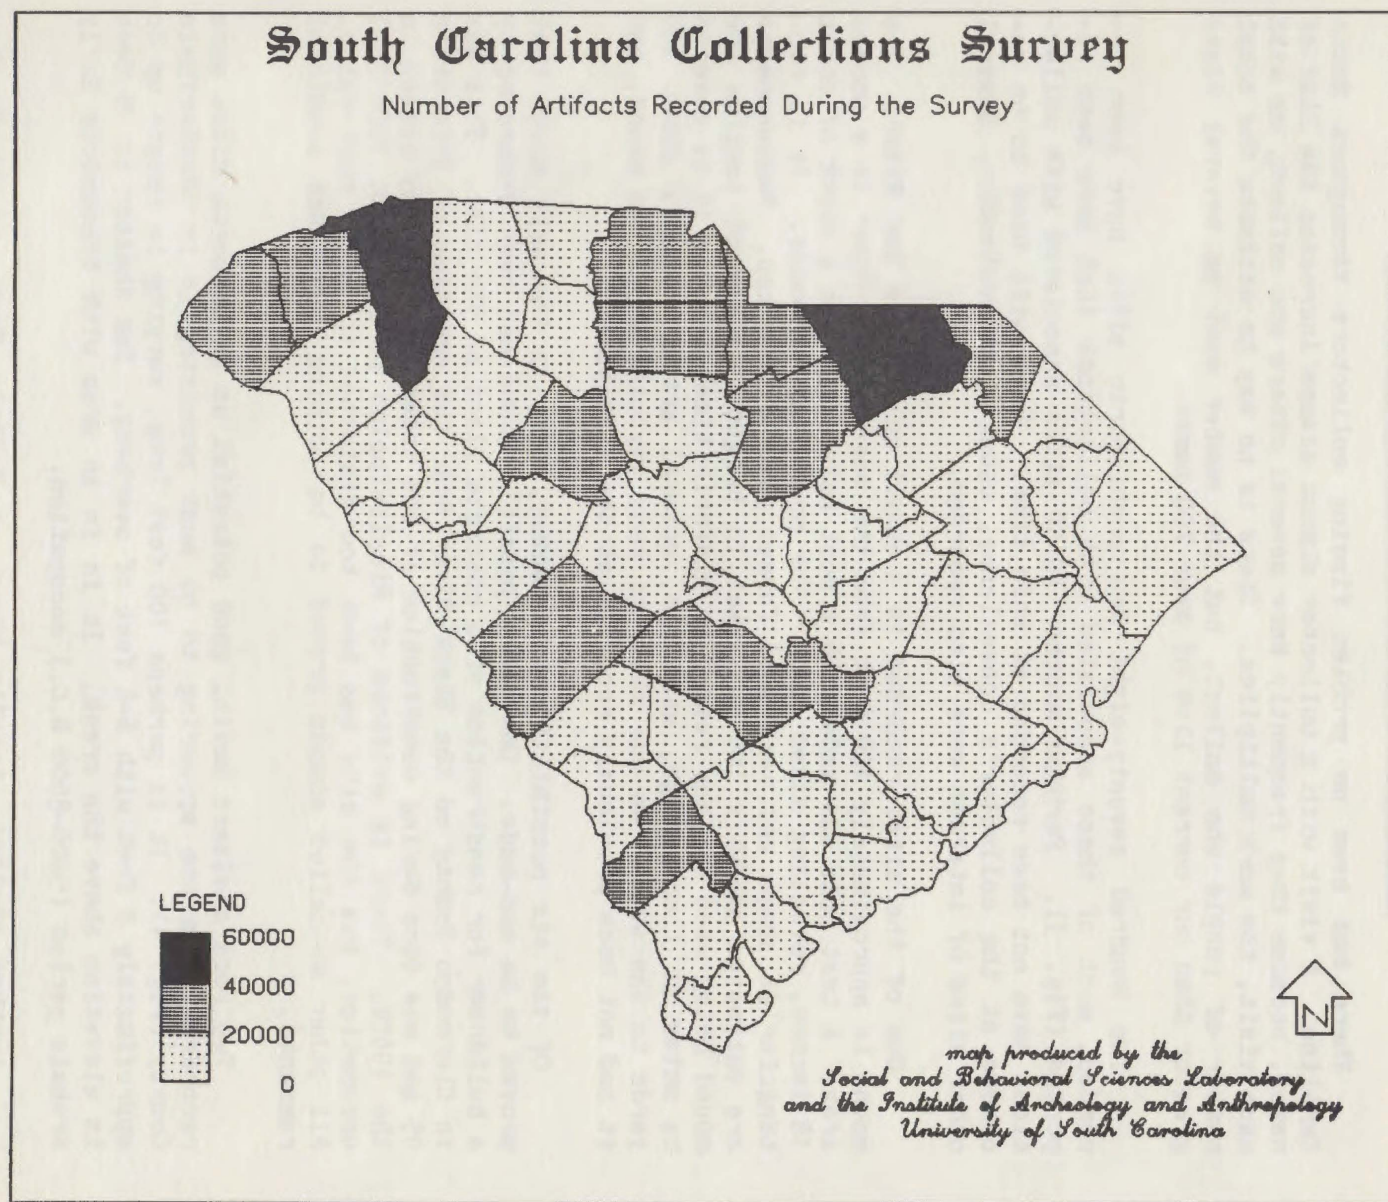 South Carolina Collections Survey
Number of Artifacts Recorded During the Survey
LEGEND
60000
40000
20000
0
N
map produced by the
Social and Behavioral Sciences Laboratory
and the Institute of Archeology and Anthropology
University of South Carolina